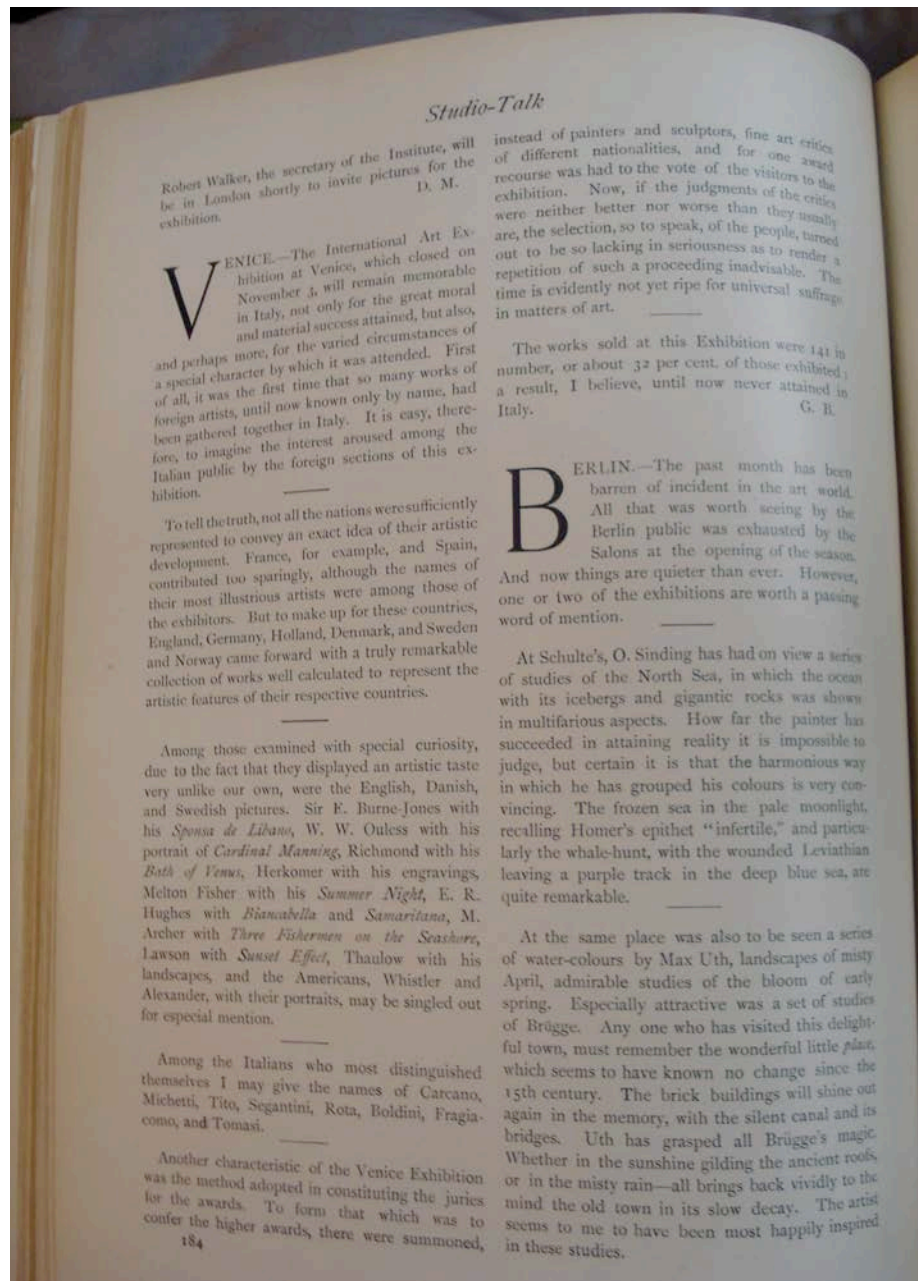 Studio-Talk
Robert Walker, the secretary of the Institute, will
be in London shortly to invite pictures for the
exhibition. D. M.
VENICE.—The International Art Ex-
hibition at Venice, which closed on
November 3, will remain memorable
in Italy, not only for the great moral
and material success attained, but also,
and perhaps more, for the varied circumstances of
a special character by which it was attended. First
of all, it was the first time that so many works of
foreign artists, until now known only by name, had
been gathered together in Italy. It is easy, there-
fore, to imagine the interest aroused among the
Italian public by the foreign sections of this ex-
hibition.
To tell the truth, not all the nations were sufficiently
represented to convey an exact idea of their artistic
development. France, for example, and Spain,
contributed too sparingly, although the names of
their most illustrious artists were among those of
the exhibitors. But to make up for these countries,
England, Germany, Holland, Denmark, and Sweden
and Norway came forward with a truly remarkable
collection of works well calculated to represent the
artistic features of their respective countries.
Among those examined with special curiosity,
due to the fact that they displayed an artistic taste
very unlike our own, were the English, Danish,
and Swedish pictures. Sir E. Burne-Jones with
his Sponsa de Libano, W. W. Ouless with his
portrait of Cardinal Manning, Richmond with his
Bath of Venus, Herkomer with his engravings,
Melton Fisher with his Summer Night, E. R.
Hughes with Biancabella and Samaritana, M.
Archer with Three Fishermen on the Seashore,
Lawson with Sunset Effect, Thaulow with his
landscapes, and the Americans, Whistler and
Alexander, with their portraits, may be singled out
for especial mention.
Among the Italians who most distinguished
themselves I may give the names of Carcano,
Michetti, Tito, Segantini, Rota, Boldini, Fragia-
como, and Tomasi.
Another characteristic of the Venice Exhibition
was the method adopted in constituting the juries
for the awards. To form that which was to
confer the higher awards, there were summoned,
184
instead of painters and sculptors, fine art critics
of different nationalities, and for one award
recourse was had to the vote of the visitors to the
exhibition. Now, if the judgments of the critics
were neither better nor worse than they usually
are, the selection, so to speak, of the people, turned
out to be so lacking in seriousness as to render a
repetition of such a proceeding inadvisable. The
time is evidently not yet ripe for universal suffrage
in matters of art.
The works sold at this Exhibition were 141 in
number, or about 32 per cent. of those exhibited;
a result, I believe, until now never attained in
Italy. G. B.
BERLIN.—The past month has been
barren of incident in the art world.
All that was worth seeing by the
Berlin public was exhausted by the
Salons at the opening of the season.
And now things are quieter than ever. However,
one or two of the exhibitions are worth a passing
word of mention.
At Schulte's, O. Sinding has had on view a series
of studies of the North Sea, in which the ocean
with its icebergs and gigantic rocks was shown
in multifarious aspects. How far the painter has
succeeded in attaining reality it is impossible to
judge, but certain it is that the harmonious way
in which he has grouped his colours is very con-
vincing. The frozen sea in the pale moonlight,
recalling Homer's epithet "infertile," and particu-
larly the whale-hunt, with the wounded Leviathian
leaving a purple track in the deep blue sea, are
quite remarkable.
At the same place was also to be seen a series
of water-colours by Max Uth, landscapes of misty
April, admirable studies of the bloom of early
spring. Especially attractive was a set of studies
of Brügge. Any one who has visited this delight-
ful town, must remember the wonderful little place,
which seems to have known no change since the
15th century. The brick buildings will shine out
again in the memory, with the silent canal and its
bridges. Uth has grasped all Brügge's magic.
Whether in the sunshine gilding the ancient roofs,
or in the misty rain—all brings back vividly to the
mind the old town in its slow decay. The artist
seems to me to have been most happily inspired
in these studies.